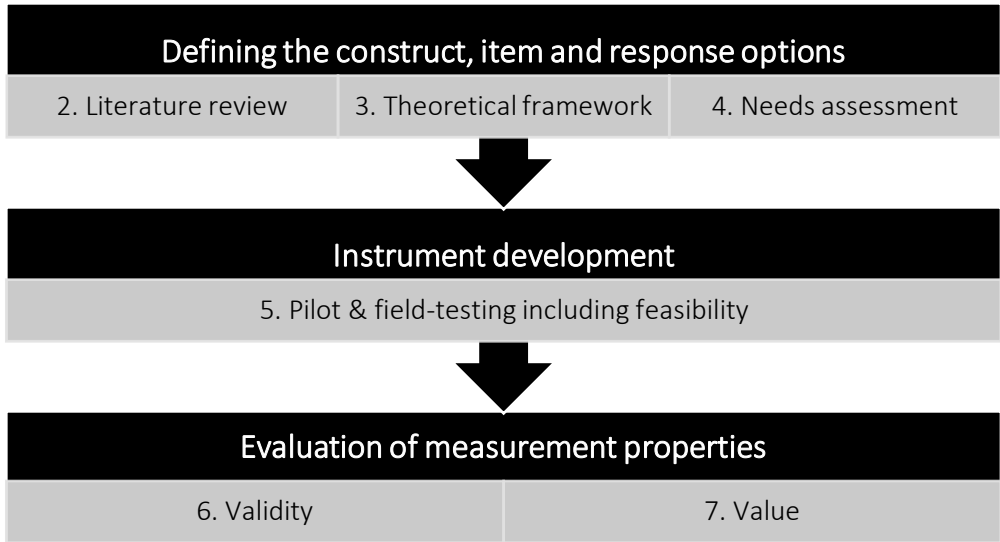 Defining the construct, item and response options
2. Literature review
3. Theoretical framework
4. Needs assessment
Instrument development
5. Pilot & field-testing including feasibility
Evaluation of measurement properties
6. Validity
7. Value